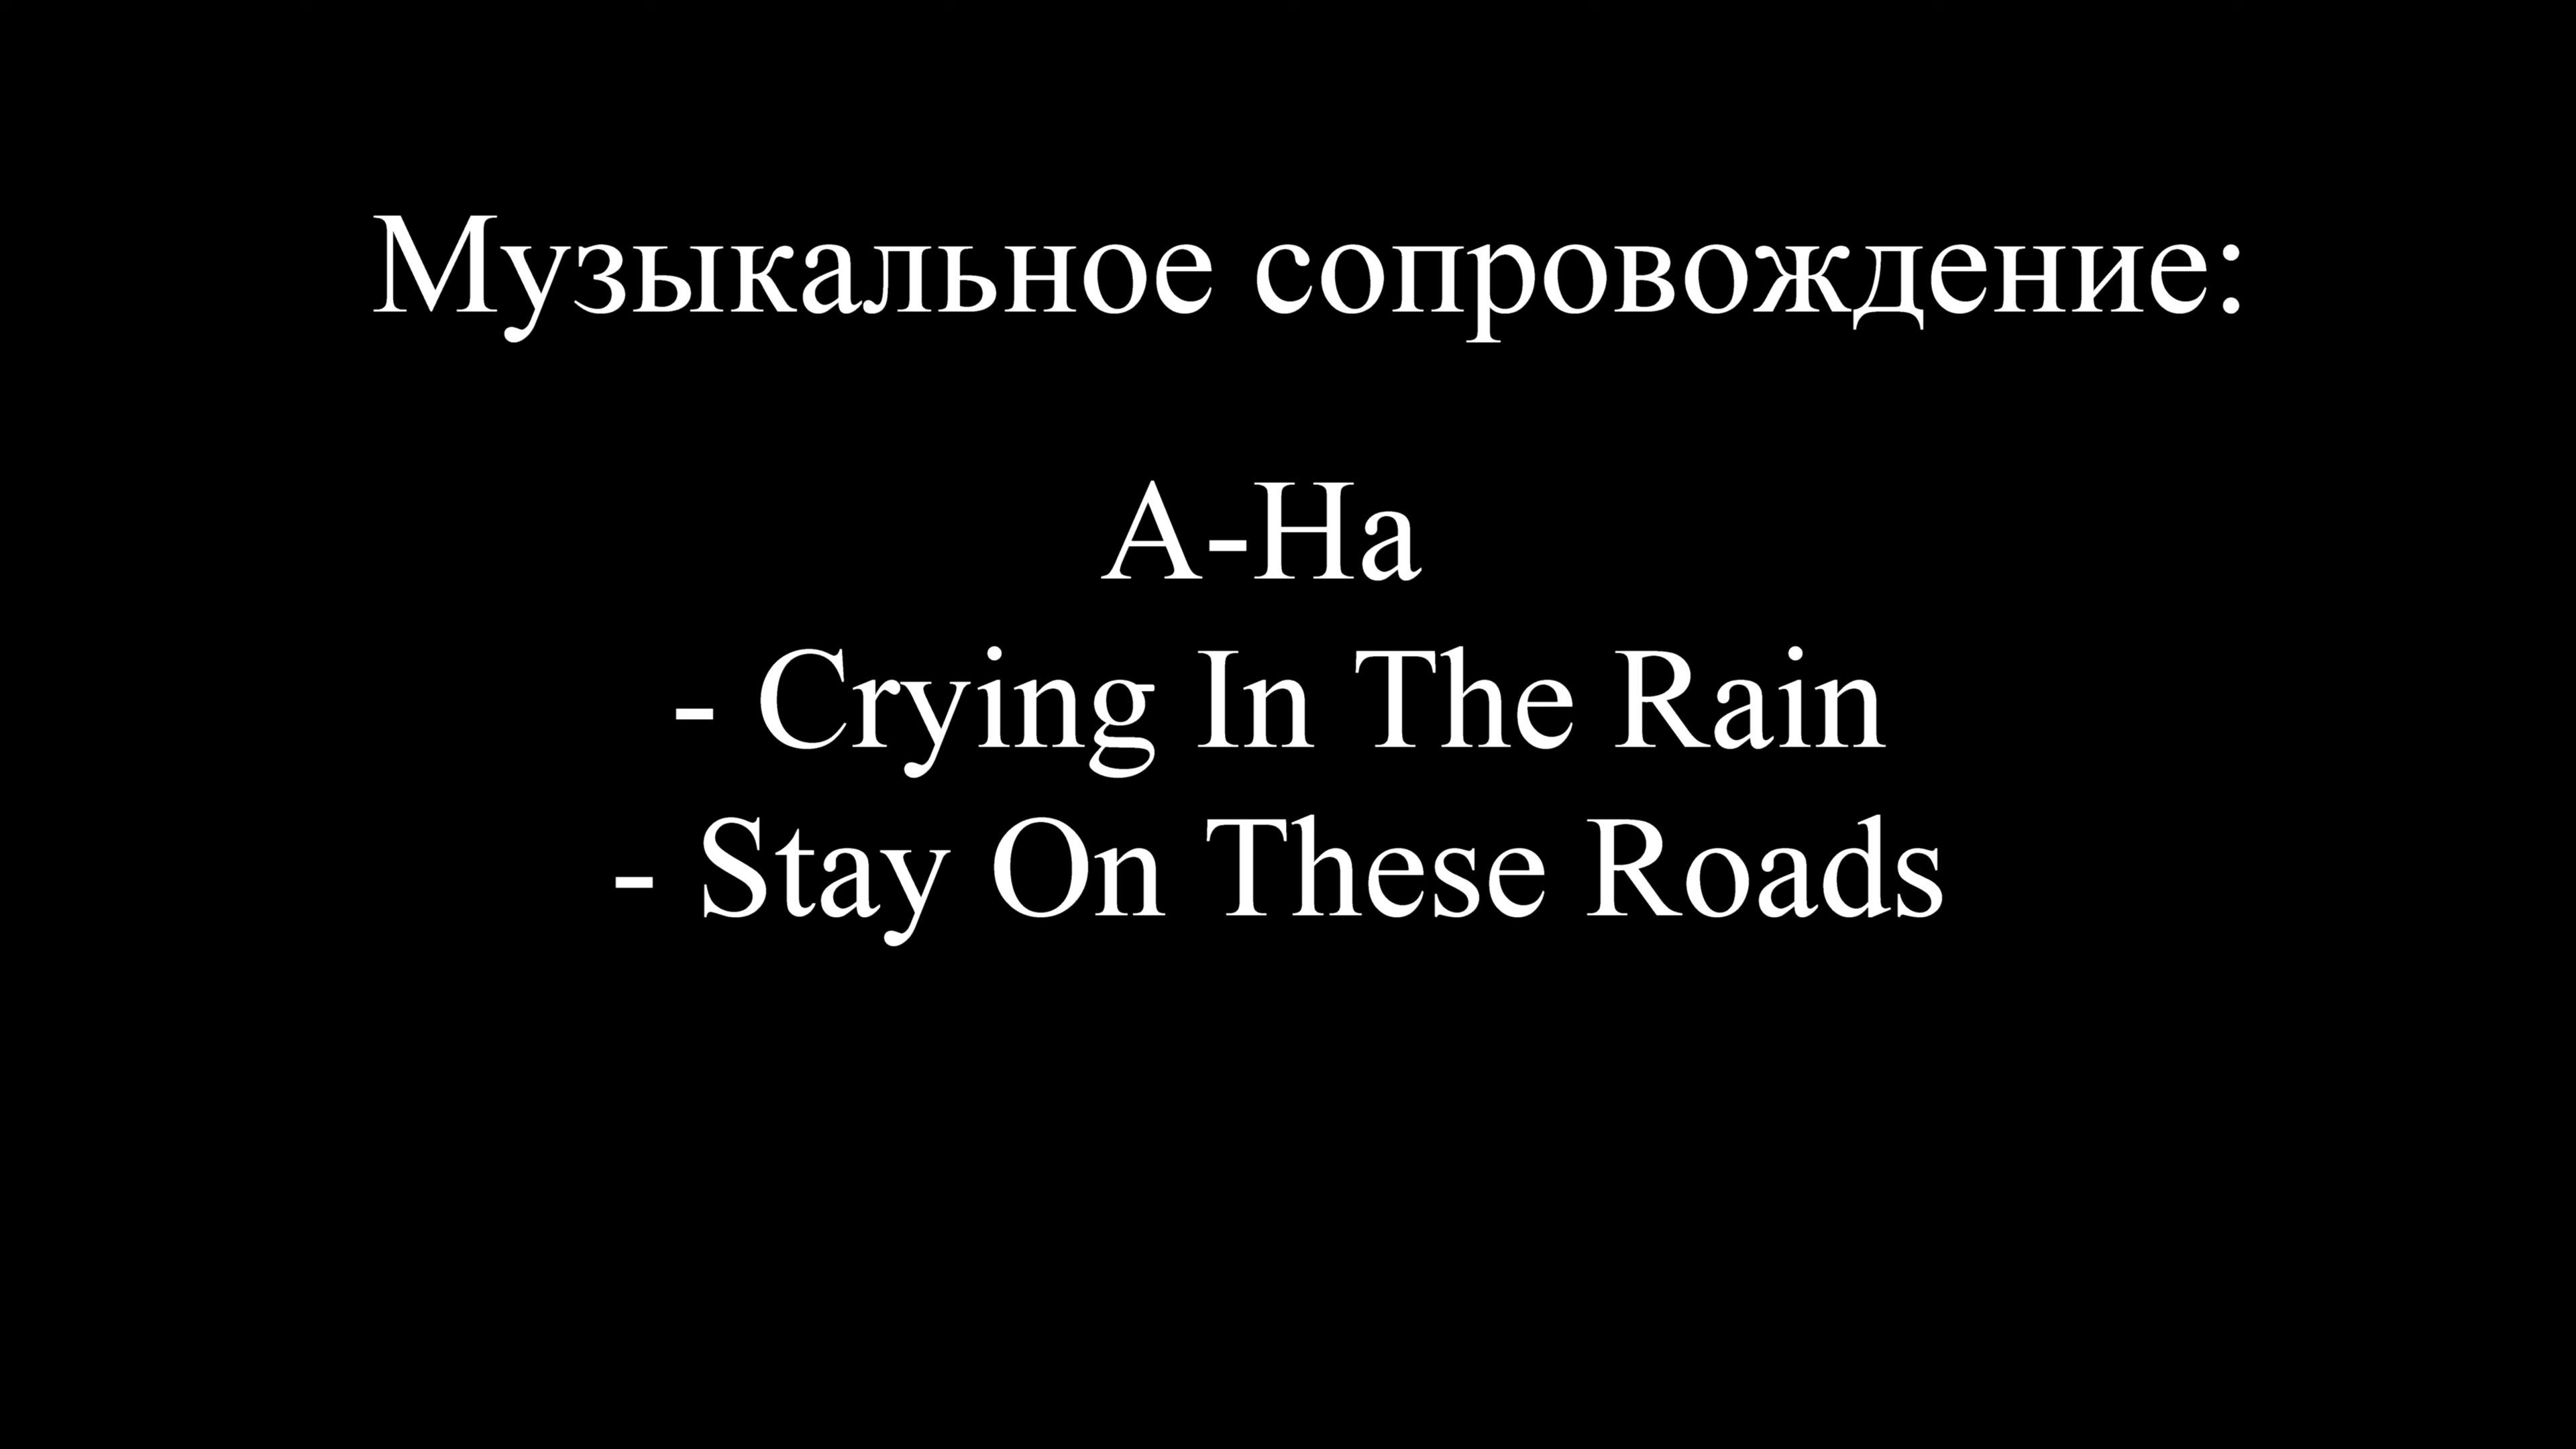 Музыкальное сопровождение:
A-Ha
- Crying In The Rain
- Stay On These Roads